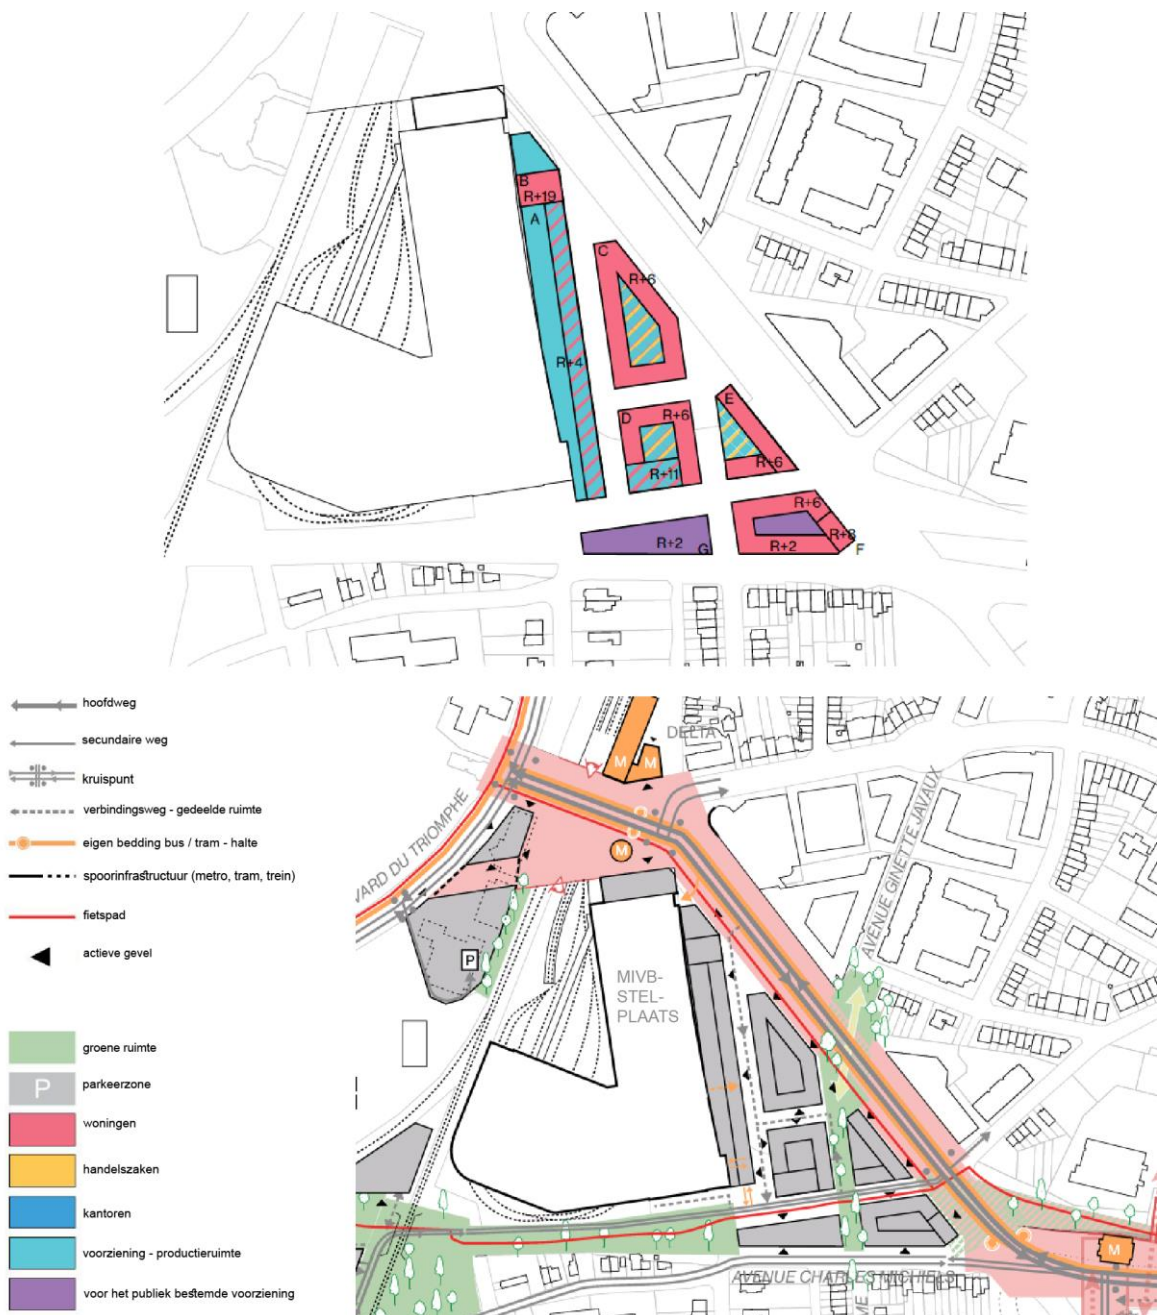 B
R+19
A
C
R+6
R+4
D
R+6
E
R+11
R+6
R+6
R+2
G
R+2
R+8
F
hoofdweg
secundaire weg
kruispunt
verbindingsweg - gedeelde ruimte
eigen bedding bus / tram - halte
spoorinfrastructuur (metro, tram, trein)
fietspad
actieve gevel
groene ruimte
P
parkeerzone
woningen
handelszaken
kantoren
voorziening - productieruimte
voor het publiek bestemde voorziening
DELTA
M
M
M
VARD DU TRIOMPHE
AVENUE GINETTE JAVAUX
P
MIVB-
STEL-
PLAATS
M
AVENUE CHARLES MICHIELS
ME